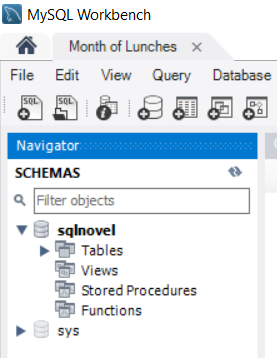 MySQL Workbench
Month of Lunches
File Edit View Query Database
SQL
Navigator
SCHEMAS
Filter objects
sqlnovel
Tables
Views
Stored Procedures
Functions
sys